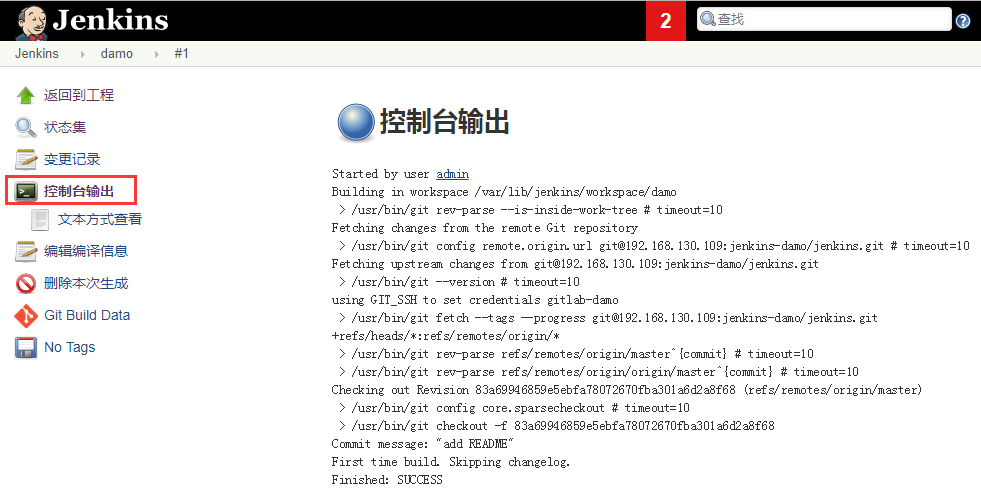 Jenkins
2
查找
?
Jenkins
damo
#1
返回到工程
状态集
变更记录
控制台输出
文本方式查看
编辑编译信息
删除本次生成
Git Build Data
No Tags
控制台输出
Started by user admin
Building in workspace /var/lib/jenkins/workspace/damo
> /usr/bin/git rev-parse --is-inside-work-tree # timeout=10
Fetching changes from the remote Git repository
> /usr/bin/git config remote.origin.url git@192.168.130.109:jenkins-damo/jenkins.git # timeout=10
Fetching upstream changes from git@192.168.130.109:jenkins-damo/jenkins.git
> /usr/bin/git --version # timeout=10
using GIT_SSH to set credentials gitlab-damo
> /usr/bin/git fetch --tags --progress git@192.168.130.109:jenkins-damo/jenkins.git
+refs/heads/*:refs/remotes/origin/*
> /usr/bin/git rev-parse refs/remotes/origin/master^{commit} # timeout=10
> /usr/bin/git rev-parse refs/remotes/origin/origin/master^{commit} # timeout=10
Checking out Revision 83a69946859e5ebfa78072670fba301a6d2a8f68 (refs/remotes/origin/master)
> /usr/bin/git config core.sparsecheckout # timeout=10
> /usr/bin/git checkout -f 83a69946859e5ebfa78072670fba301a6d2a8f68
Commit message: "add README"
First time build. Skipping changelog.
Finished: SUCCESS